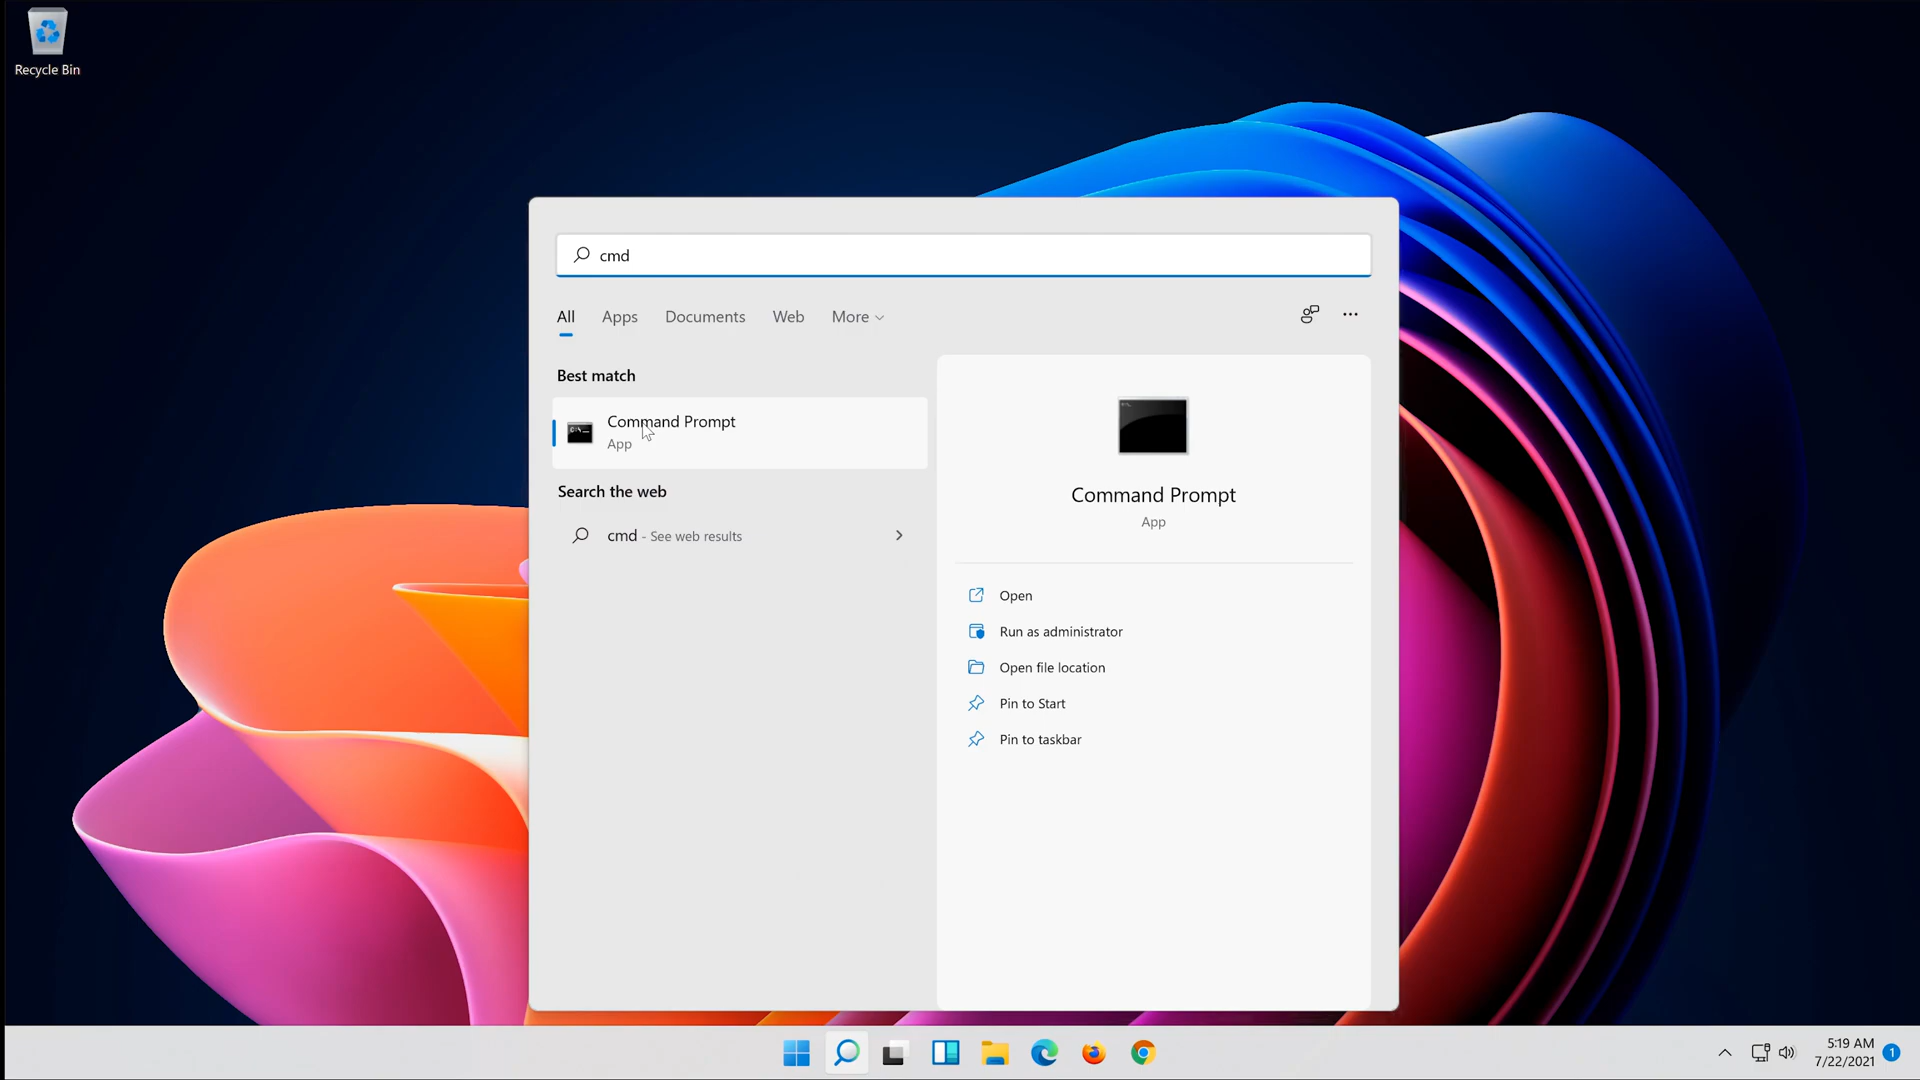 Recycle Bin
cmd
All Apps Documents Web More
Best match
Command Prompt
App
Search the web
cmd - See web results
Command Prompt
App
Open
Run as administrator
Open file location
Pin to Start
Pin to taskbar
5:19 AM
7/22/2021
1